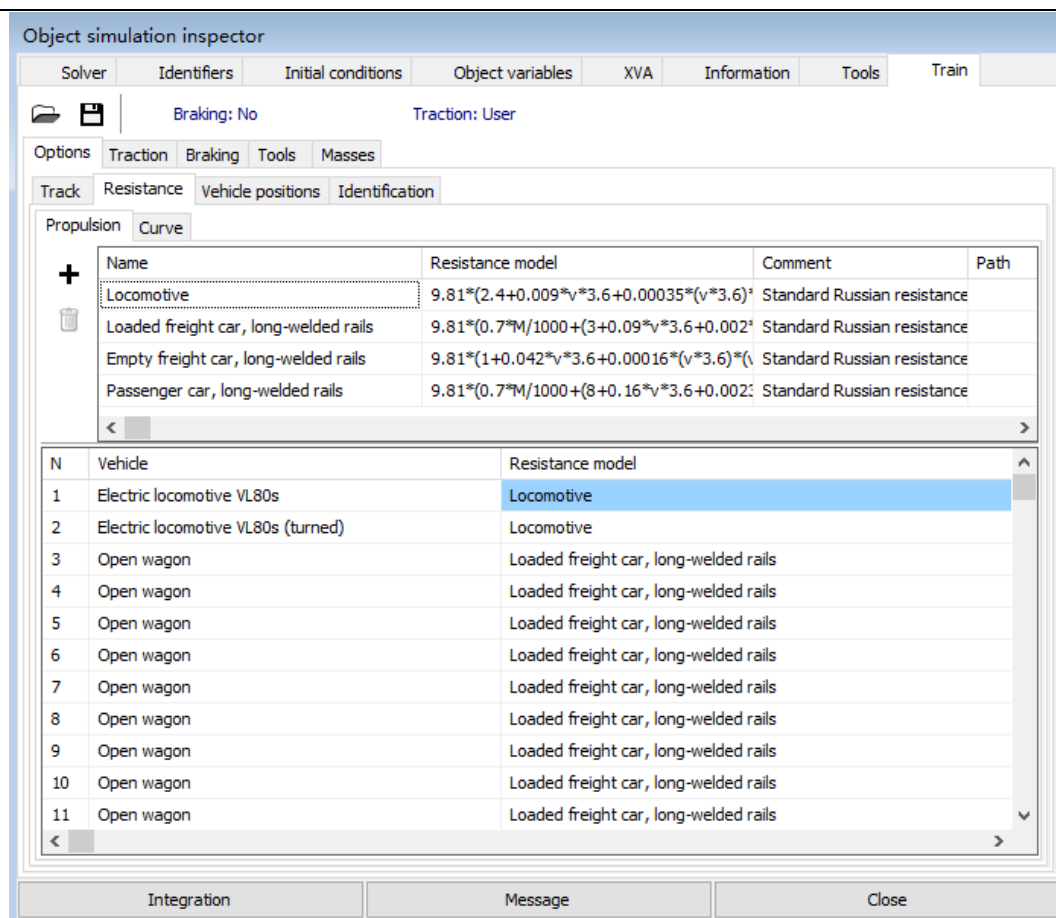 Object simulation inspector
Solver Identifiers Initial conditions Object variables XVA Information Tools Train
Braking: No Traction: User
Options Traction Braking Tools Masses
Track Resistance Vehicle positions Identification
Propulsion Curve
Name Resistance model Comment Path
Locomotive 9.81*(2.4+0.009*v*3.6+0.00035*(v*3.6)* Standard Russian resistance
Loaded freight car, long-welded rails 9.81*(0.7*M/1000+(3+0.09*v*3.6+0.002* Standard Russian resistance
Empty freight car, long-welded rails 9.81*(1+0.042*v*3.6+0.00016*(v*3.6)*(v Standard Russian resistance
Passenger car, long-welded rails 9.81*(0.7*M/1000+(8+0.16*v*3.6+0.0023 Standard Russian resistance
N Vehicle Resistance model
1 Electric locomotive VL80s Locomotive
2 Electric locomotive VL80s (turned) Locomotive
3 Open wagon Loaded freight car, long-welded rails
4 Open wagon Loaded freight car, long-welded rails
5 Open wagon Loaded freight car, long-welded rails
6 Open wagon Loaded freight car, long-welded rails
7 Open wagon Loaded freight car, long-welded rails
8 Open wagon Loaded freight car, long-welded rails
9 Open wagon Loaded freight car, long-welded rails
10 Open wagon Loaded freight car, long-welded rails
11 Open wagon Loaded freight car, long-welded rails
Integration Message Close